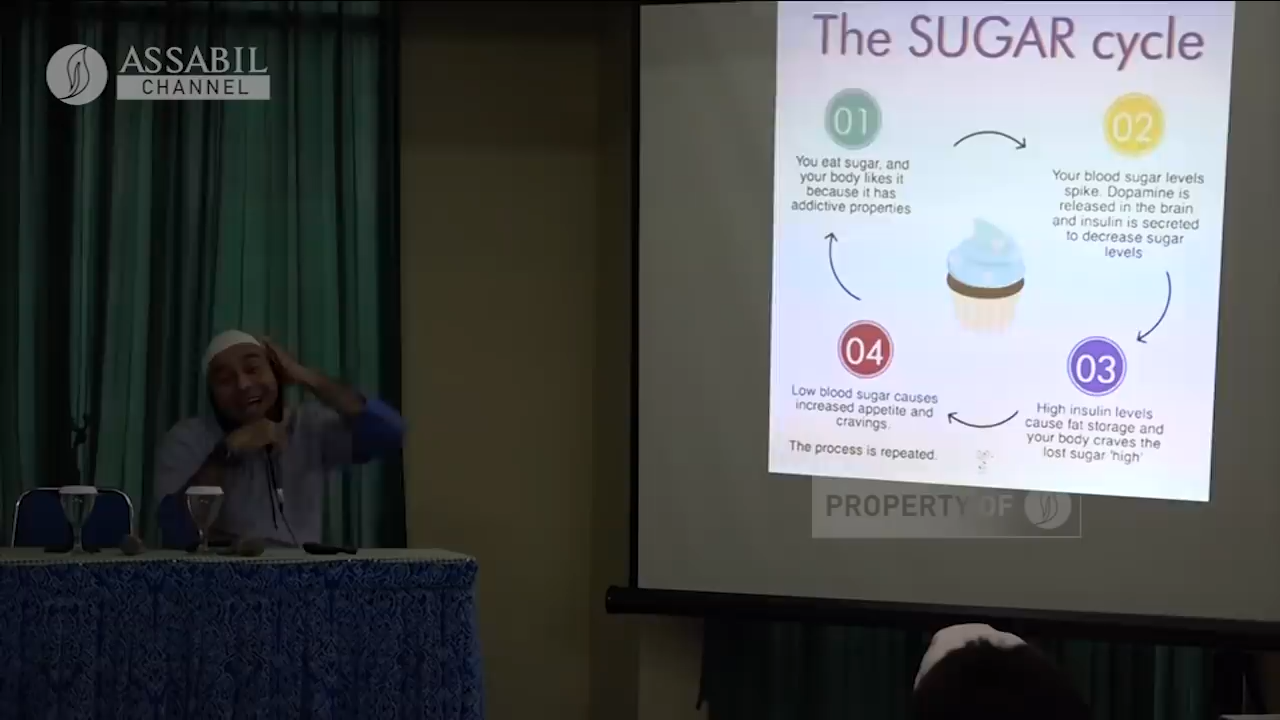 ASSABIL
CHANNEL
The SUGAR cycle
01
You eat sugar, and
your body likes it
because it has
addictive properties
02
Your blood sugar levels
spike. Dopamine is
released in the brain
and insulin is secreted
to decrease sugar
levels
03
High insulin levels
cause fat storage and
your body craves the
lost sugar 'high'
04
Low blood sugar causes
increased appetite and
cravings.
The process is repeated.
PROPERTY OF